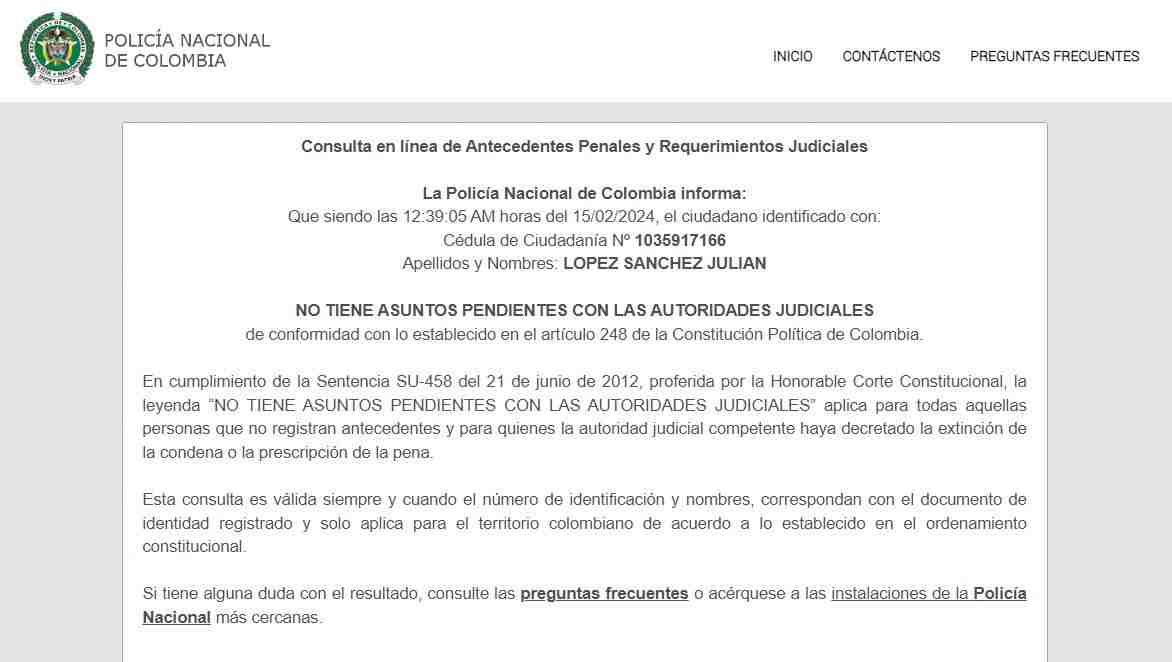 POLICÍA NACIONAL
DE COLOMBIA
INICIO CONTÁCTENOS PREGUNTAS FRECUENTES
Consulta en línea de Antecedentes Penales y Requerimientos Judiciales
La Policía Nacional de Colombia informa:
Que siendo las 12:39:05 AM horas del 15/02/2024, el ciudadano identificado con:
Cédula de Ciudadanía Nº 1035917166
Apellidos y Nombres: LOPEZ SANCHEZ JULIAN
NO TIENE ASUNTOS PENDIENTES CON LAS AUTORIDADES JUDICIALES
de conformidad con lo establecido en el artículo 248 de la Constitución Política de Colombia.
En cumplimiento de la Sentencia SU-458 del 21 de junio de 2012, proferida por la Honorable Corte Constitucional, la
leyenda “NO TIENE ASUNTOS PENDIENTES CON LAS AUTORIDADES JUDICIALES” aplica para todas aquellas
personas que no registran antecedentes y para quienes la autoridad judicial competente haya decretado la extinción de
la condena o la prescripción de la pena.
Esta consulta es válida siempre y cuando el número de identificación y nombres, correspondan con el documento de
identidad registrado y solo aplica para el territorio colombiano de acuerdo a lo establecido en el ordenamiento
constitucional.
Si tiene alguna duda con el resultado, consulte las preguntas frecuentes o acérquese a las instalaciones de la Policía
Nacional más cercanas.